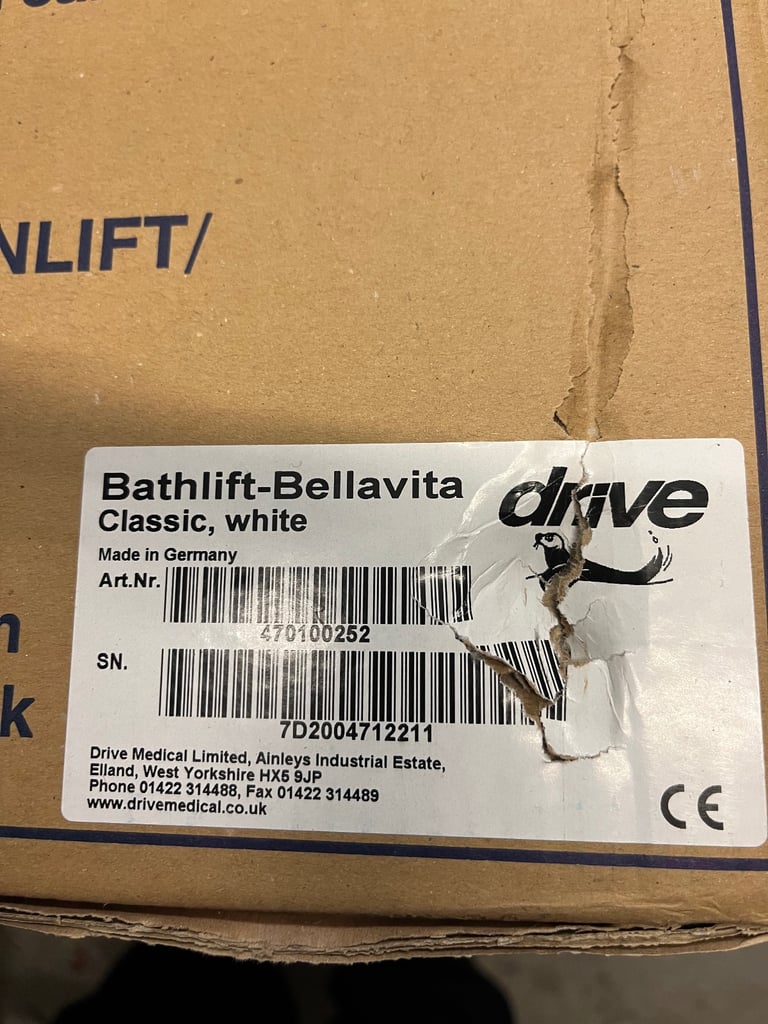 NLIFT/
Bathlift-Bellavita
Classic, white
drive
Made in Germany
Art.Nr.
470100252
SN.
7D2004712211
Drive Medical Limited, Ainleys Industrial Estate,
Elland, West Yorkshire HX5 9JP
Phone 01422 314488, Fax 01422 314489
www.drivemedical.co.uk
CE
n
k